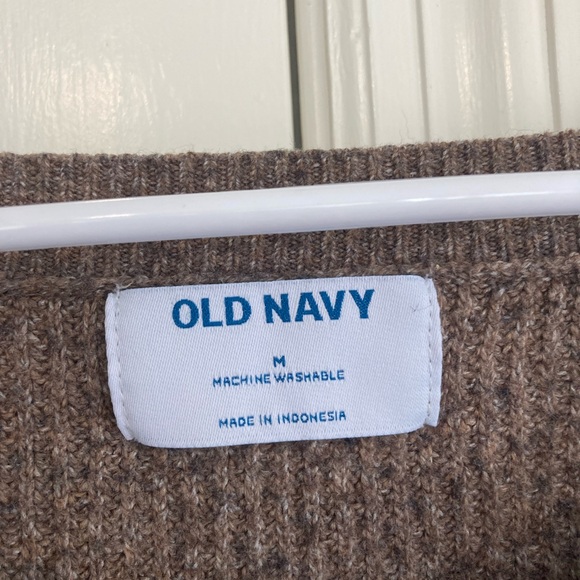 OLD NAVY
M
MACHINE WASHABLE
MADE IN INDONESIA